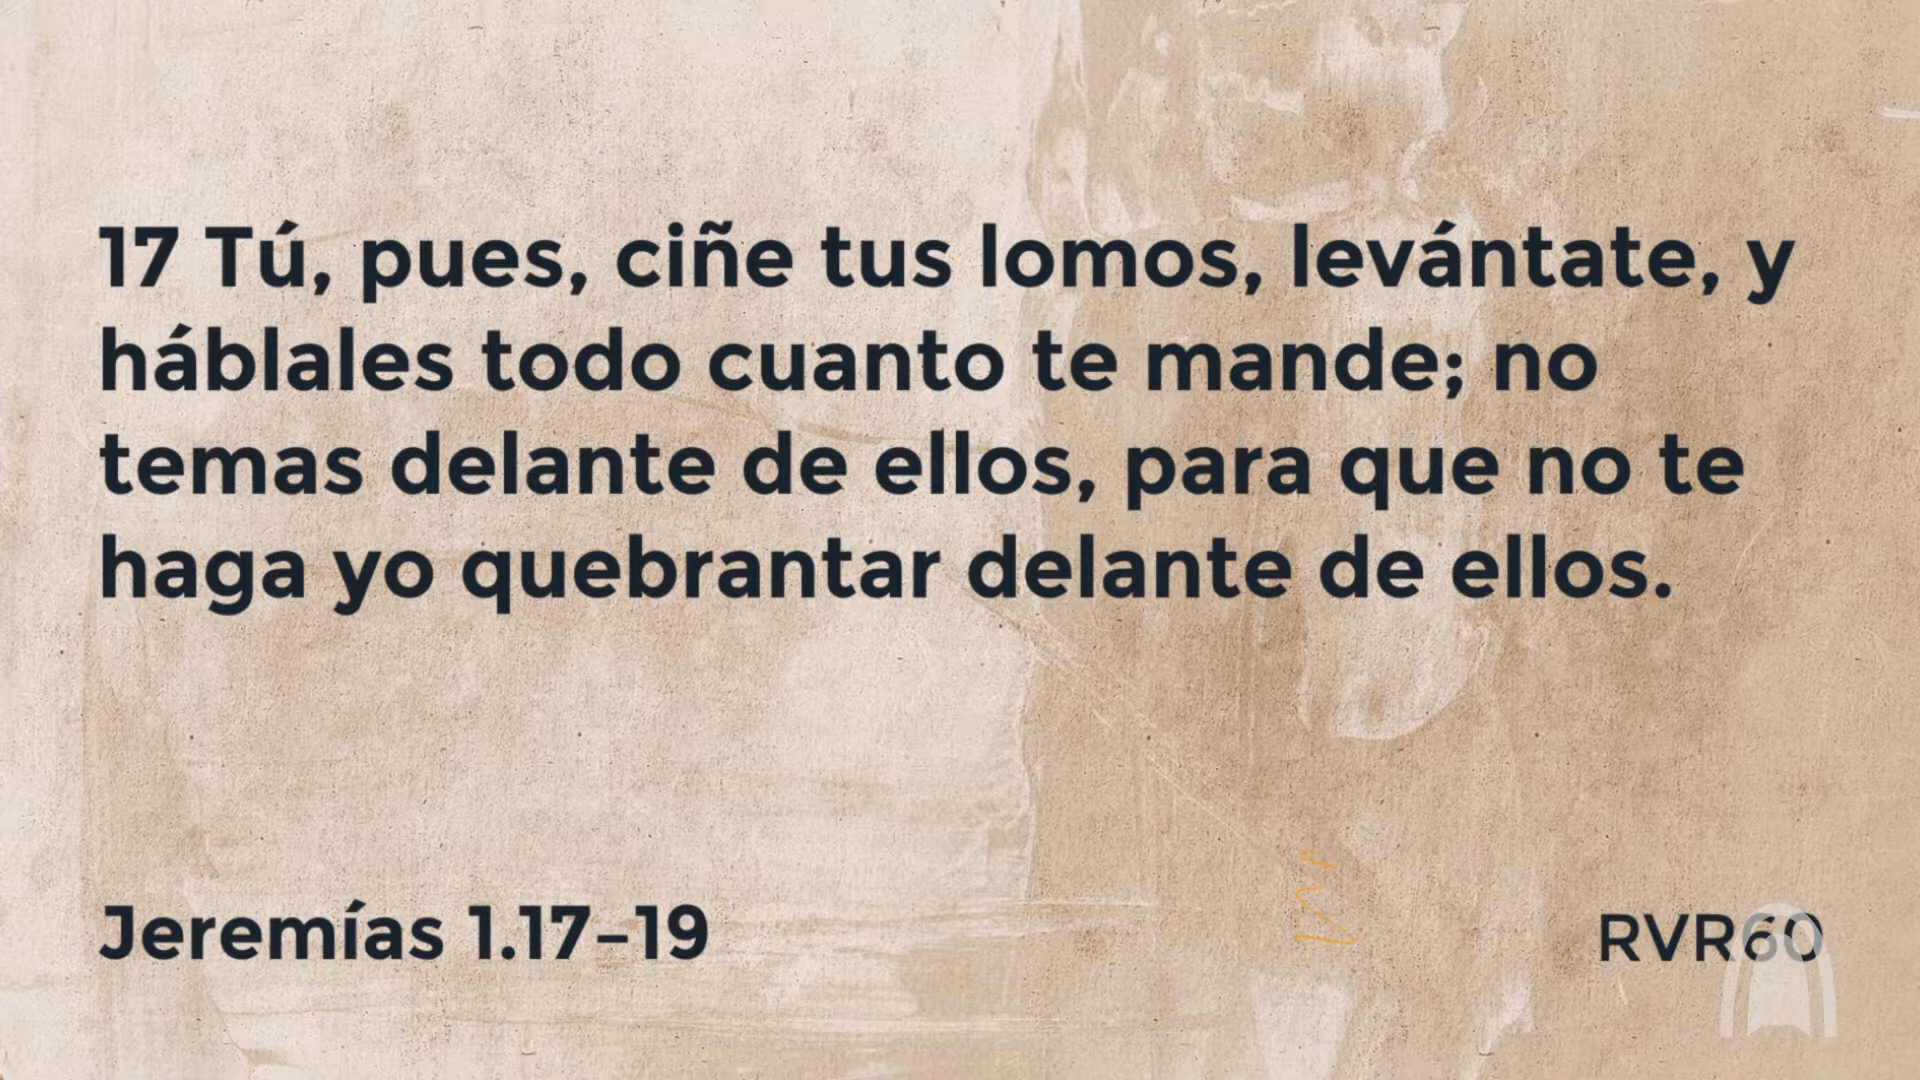 17 Tú, pues, ciñe tus lomos, levántate, y
háblales todo cuanto te mande; no
temas delante de ellos, para que no te
haga yo quebrantar delante de ellos.
Jeremías 1.17–19
RVR60